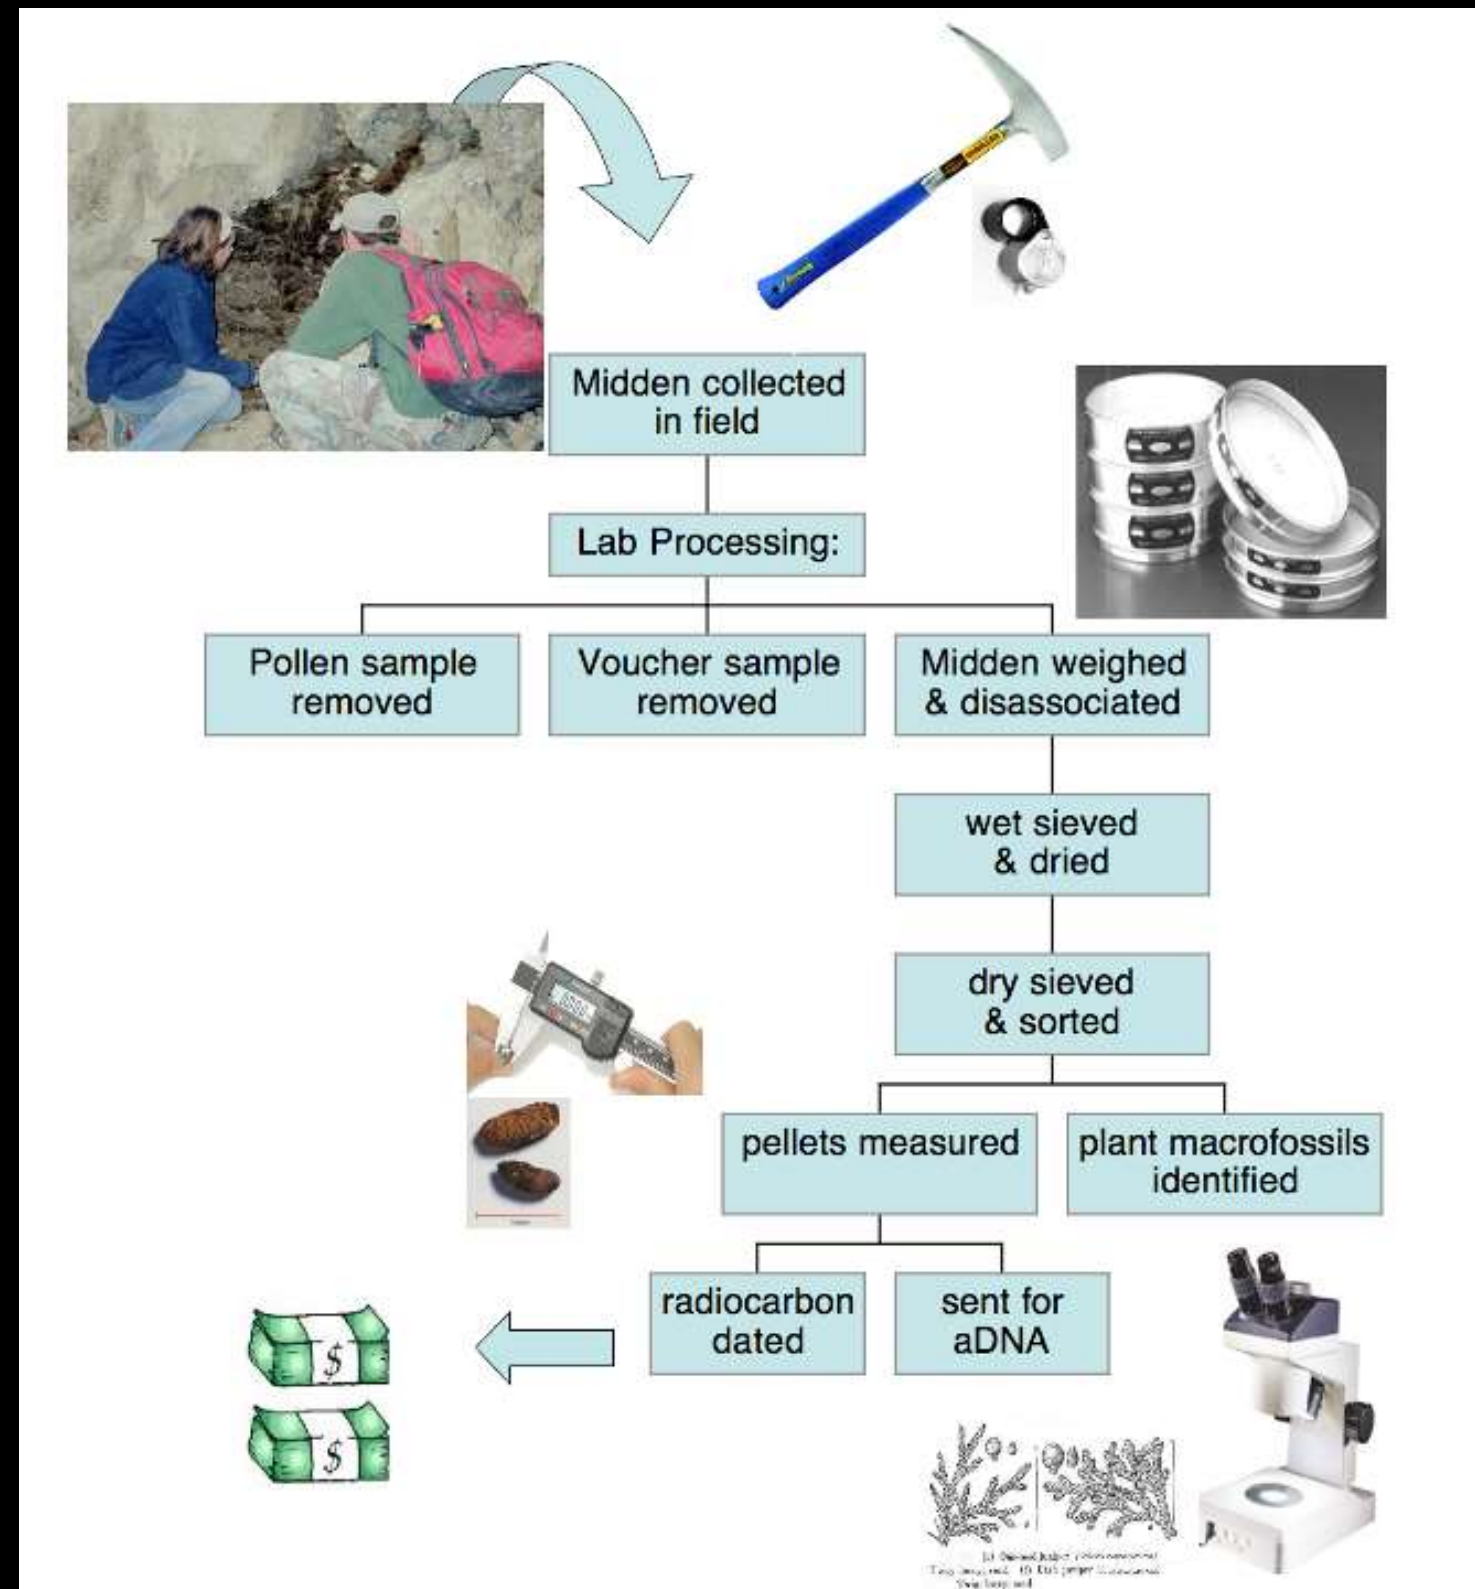 Midden collected
in field
Lab Processing:
Pollen sample
removed
Voucher sample
removed
Midden weighed
& disassociated
wet sieved
& dried
dry sieved
& sorted
pellets measured
plant macrofossils
identified
radiocarbon
dated
sent for
aDNA
$
$